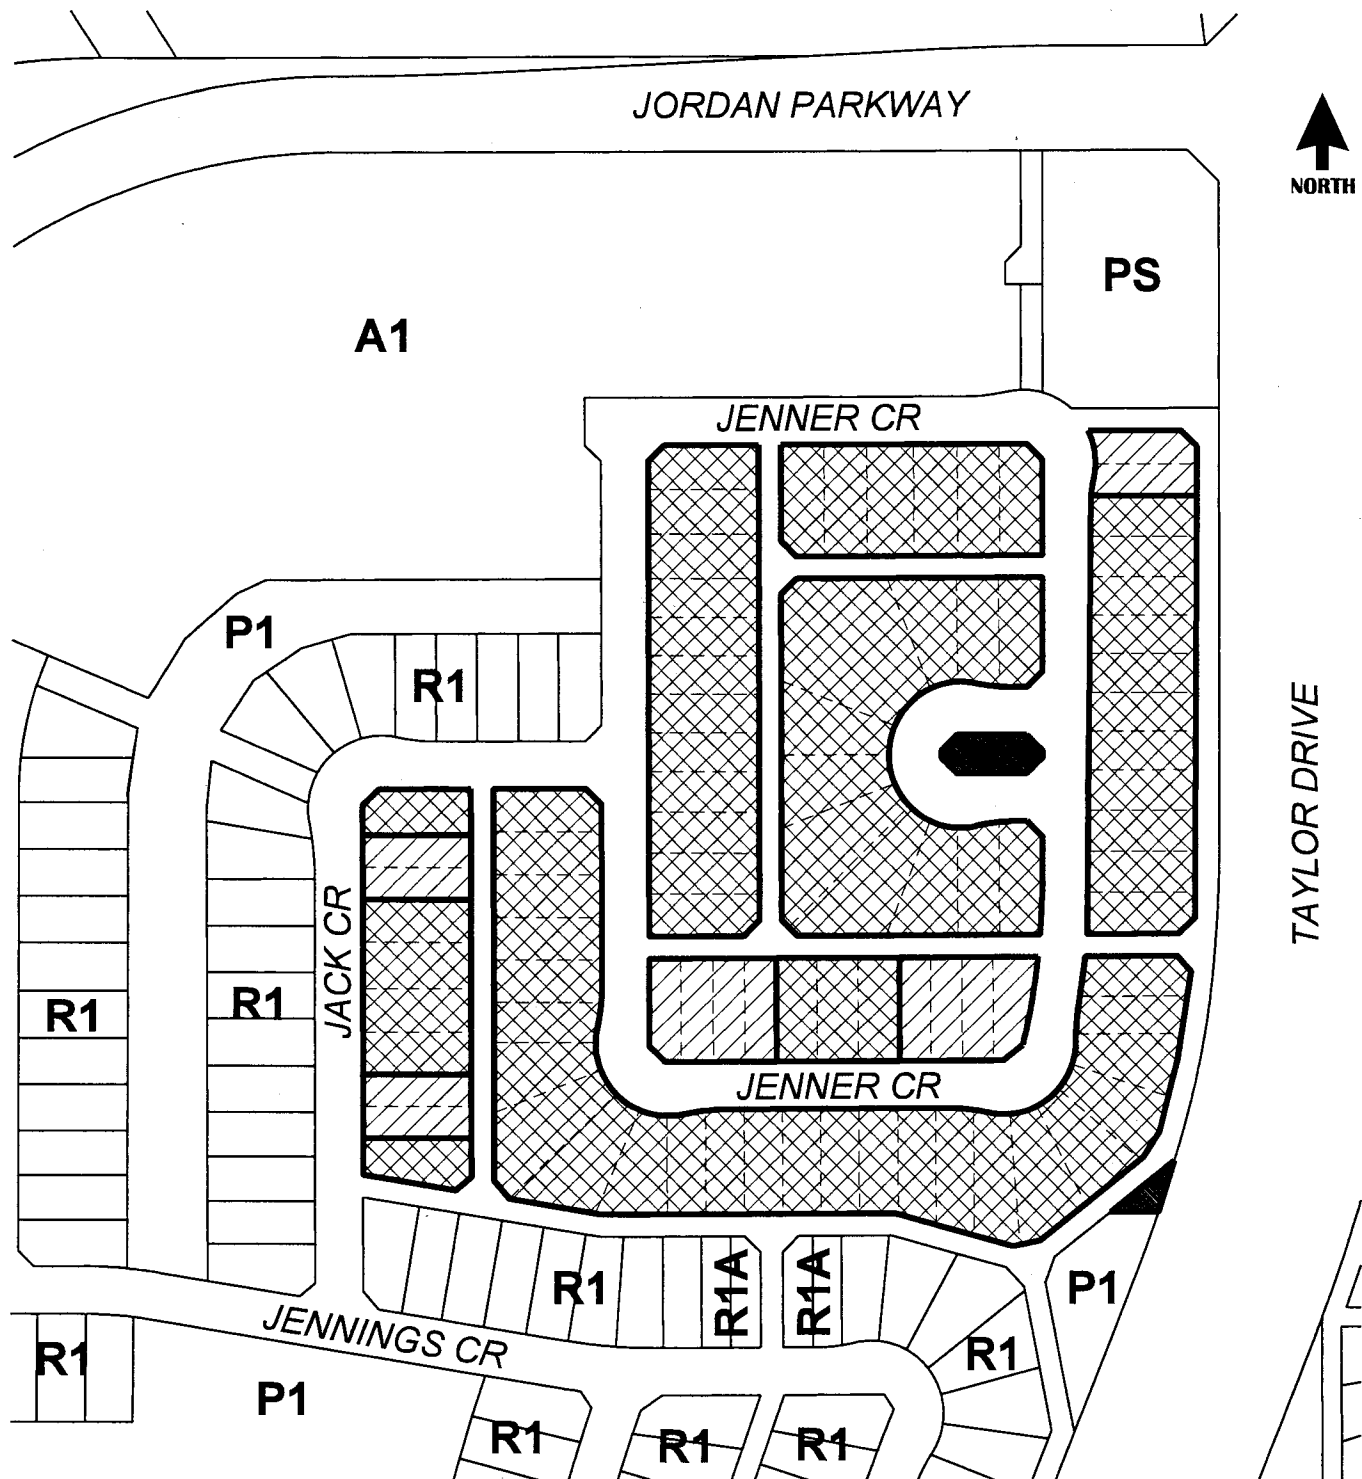 JORDAN PARKWAY
NORTH
PS
A1
JENNER CR
P1
R1
TAYLOR DRIVE
JACK CR
R1
R1
JENNER CR
R1
R1A
R1A
P1
JENNINGS CR
R1
R1
P1
R1
R1
R1